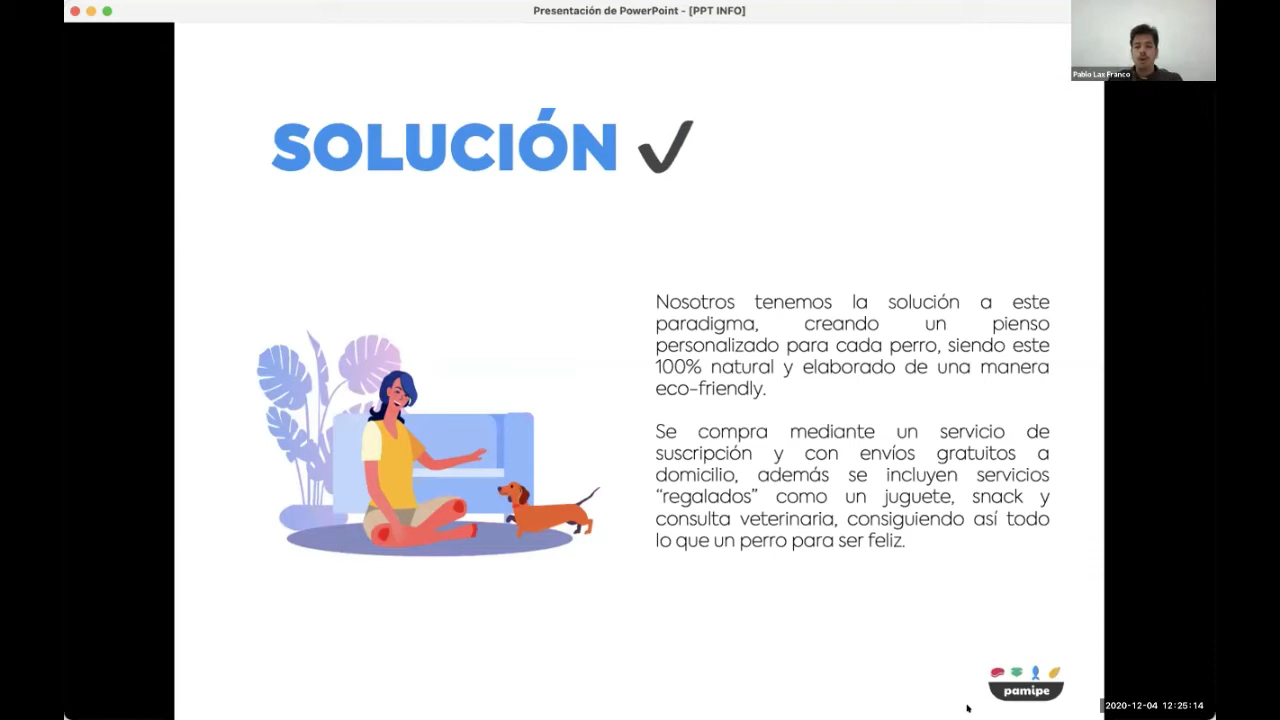 Presentación de PowerPoint - [PPT INFO]
Pablo Lax Franco
SOLUCIÓN
Nosotros tenemos la solución a este
paradigma, creando un pienso
personalizado para cada perro, siendo este
100% natural y elaborado de una manera
eco-friendly.
Se compra mediante un servicio de
suscripción y con envíos gratuitos a
domicilio, además se incluyen servicios
“regalados” como un juguete, snack y
consulta veterinaria, consiguiendo así todo
lo que un perro para ser feliz.
pamipe
2020-12-04 12:25:14